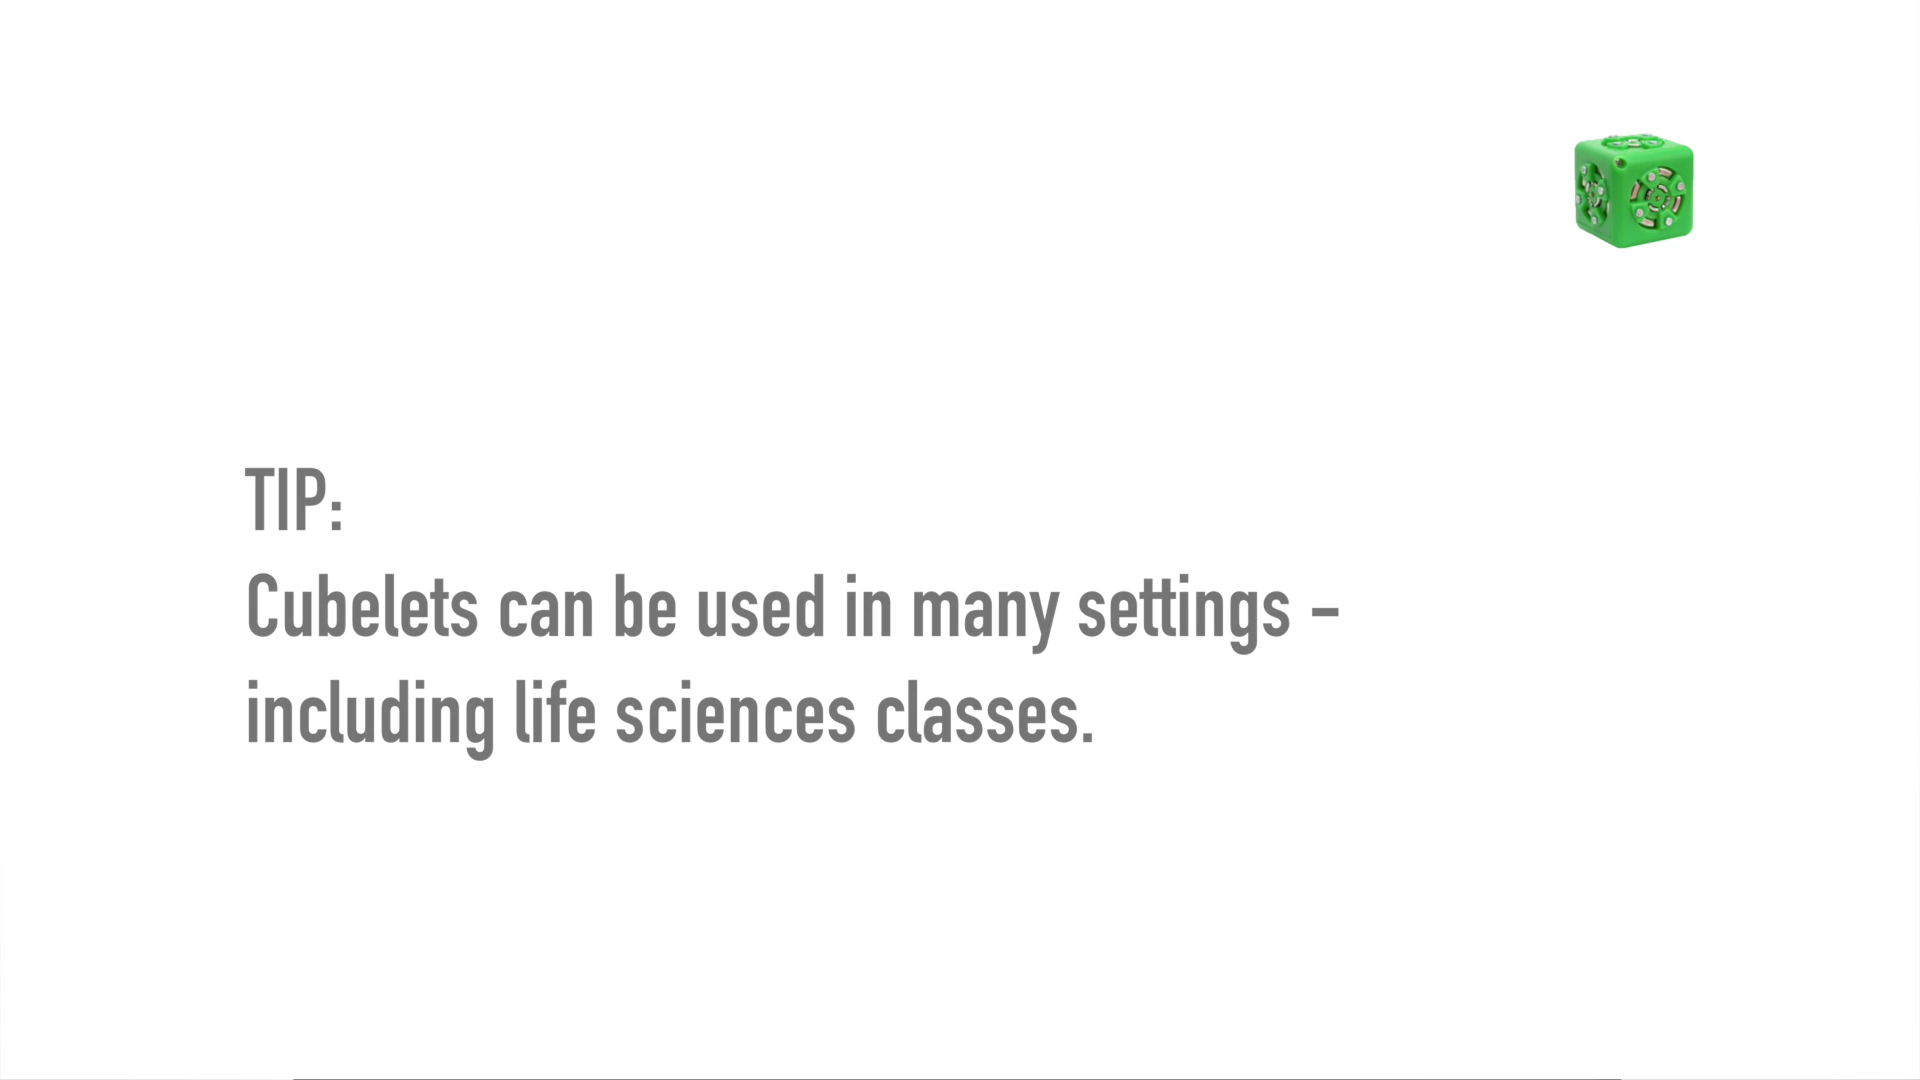 TIP:
Cubelets can be used in many settings –
including life sciences classes.